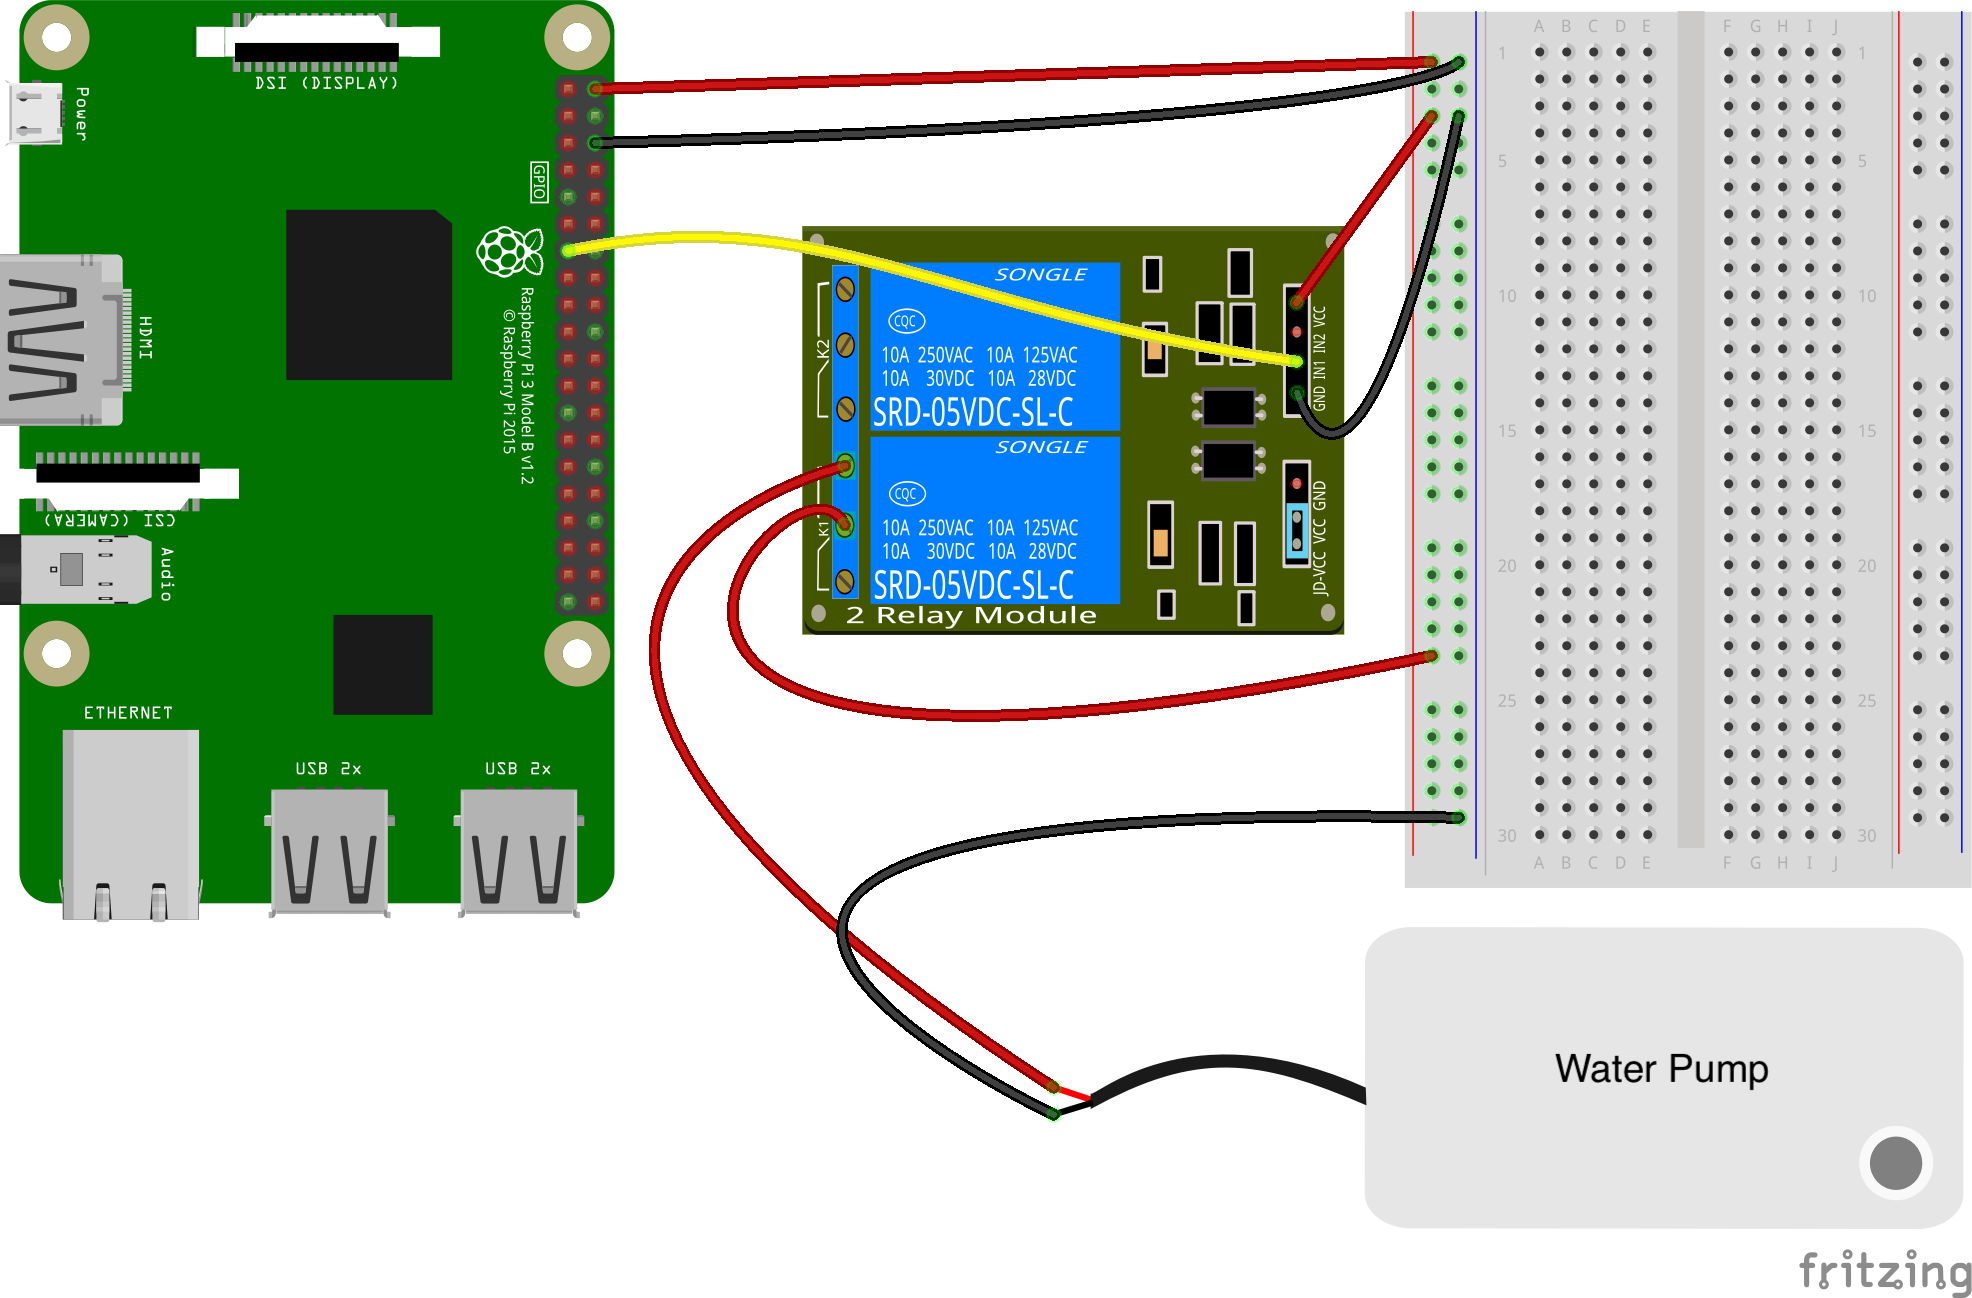 DSI (DISPLAY)
Power
GPIO
HDMI
Raspberry Pi 3 Model B v1.2
© Raspberry Pi 2015
CSI (CAMERA)
Audio
ETHERNET
USB 2x
USB 2x
SONGLE
CQC
10A 250VAC 10A 125VAC
10A 30VDC 10A 28VDC
SRD-05VDC-SL-C
SONGLE
CQC
10A 250VAC 10A 125VAC
10A 30VDC 10A 28VDC
SRD-05VDC-SL-C
2 Relay Module
K2
K1
GND IN1 IN2 VCC
JD-VCC VCC GND
A B C D E F G H I J
1 1
5 5
10 10
15 15
20 20
25 25
30 30
A B C D E F G H I J
Water Pump
fritzing